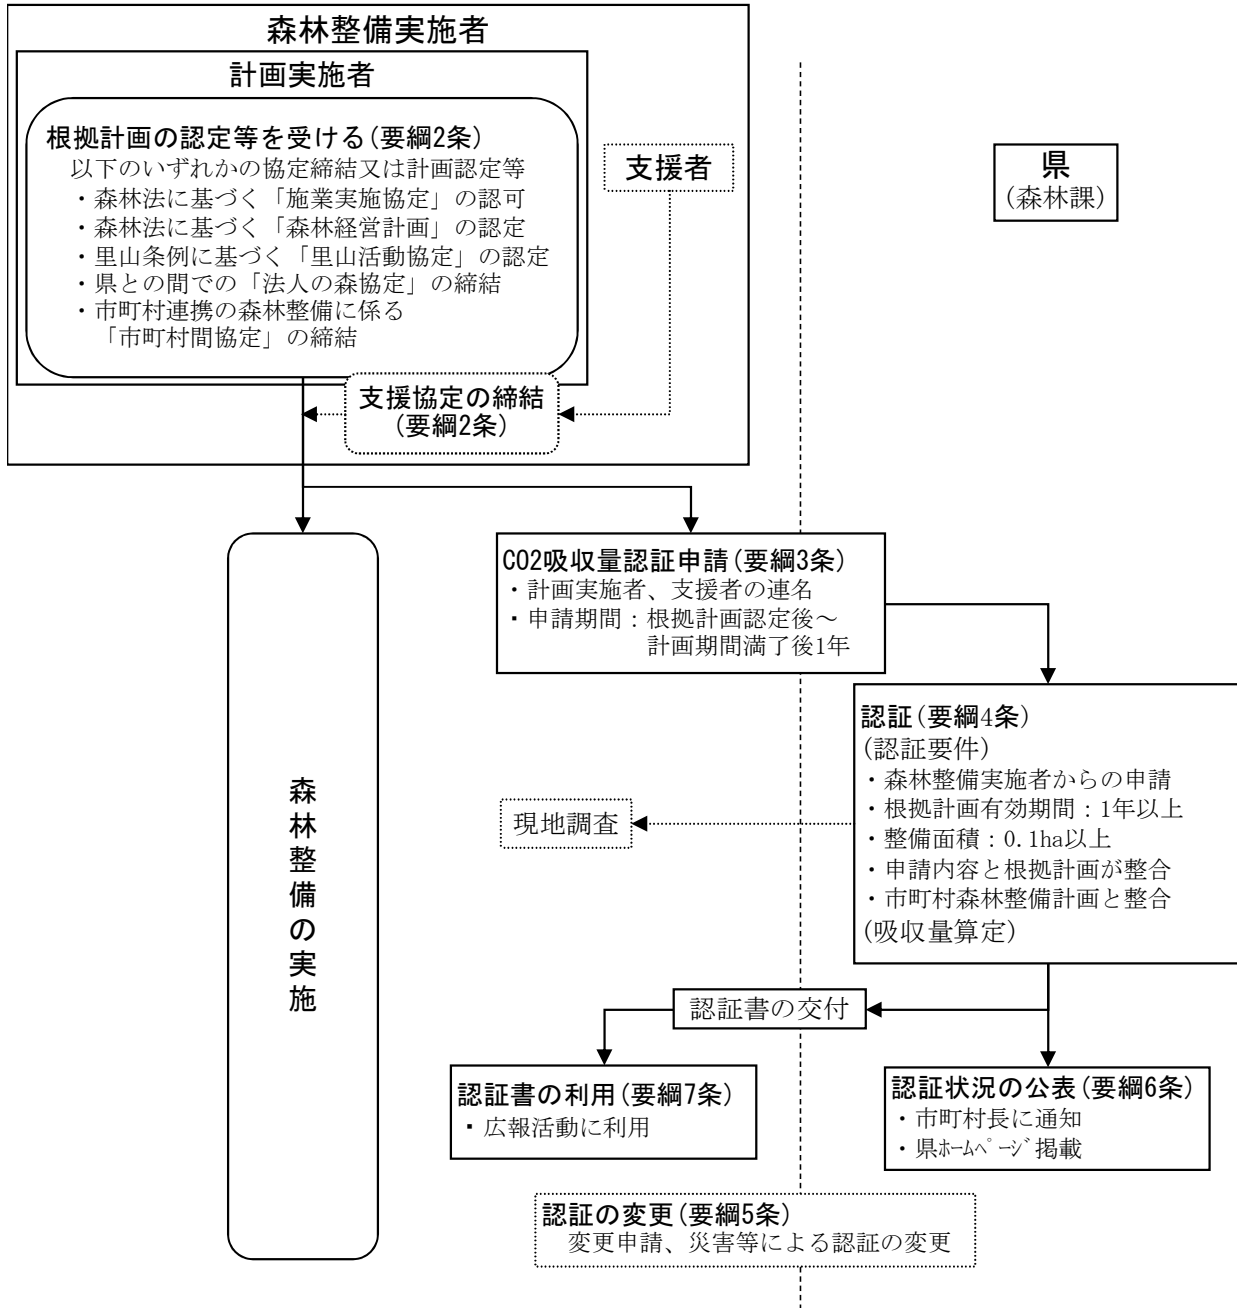 森林整備実施者
計画実施者
根拠計画の認定等を受ける(要綱2条)
以下のいずれかの協定締結又は計画認定等
・森林法に基づく「施業実施協定」の認可
・森林法に基づく「森林経営計画」の認定
・里山条例に基づく「里山活動協定」の認定
・県との間での「法人の森協定」の締結
・市町村連携の森林整備に係る
「市町村間協定」の締結
支援者
県
(森林課)
支援協定の締結
(要綱2条)
森林整備の実施
CO2吸収量認証申請(要綱3条)
・計画実施者、支援者の連名
・申請期間：根拠計画認定後～
計画期間満了後1年
認証(要綱4条)
(認証要件)
・森林整備実施者からの申請
・根拠計画有効期間：1年以上
・整備面積：0.1ha以上
・申請内容と根拠計画が整合
・市町村森林整備計画と整合
(吸収量算定)
現地調査
認証書の交付
認証書の利用(要綱7条)
・広報活動に利用
認証状況の公表(要綱6条)
・市町村長に通知
・県ﾎｰﾑﾍﾟｰｼﾞ掲載
認証の変更(要綱5条)
変更申請、災害等による認証の変更